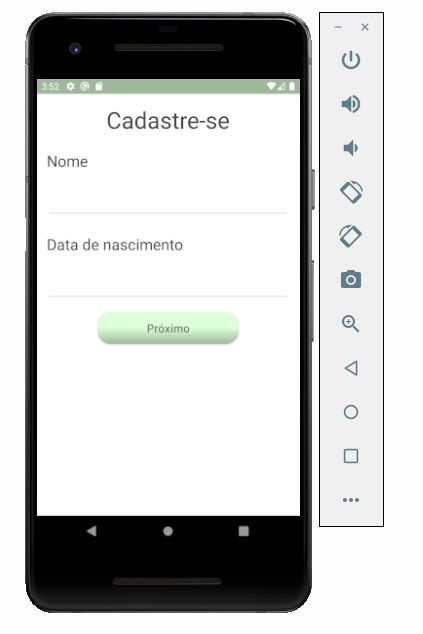 3:52
Cadastre-se
Nome
Data de nascimento
Próximo